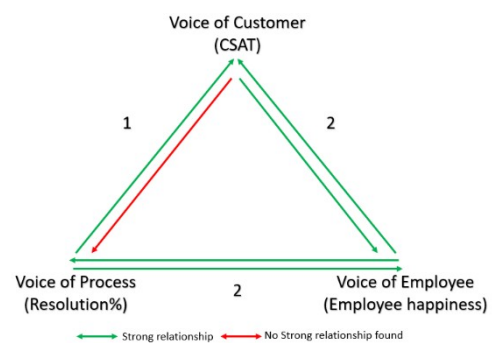 Voice of Customer
(CSAT)
1
2
Voice of Process
(Resolution%)
2
Voice of Employee
(Employee happiness)
Strong relationship
No Strong relationship found